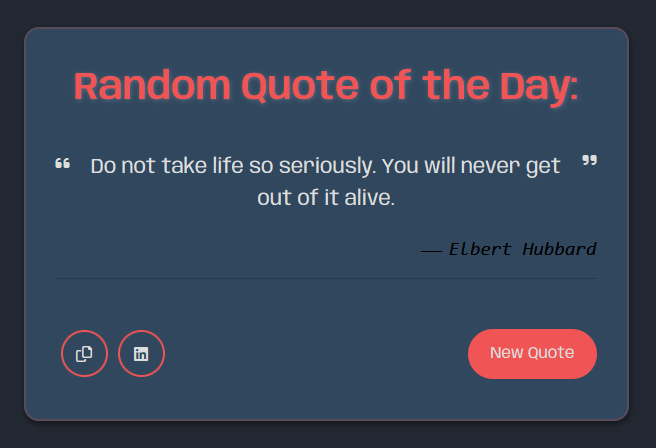 Random Quote of the Day:
❝ Do not take life so seriously. You will never get ❞
out of it alive.
— Elbert Hubbard
in New Quote